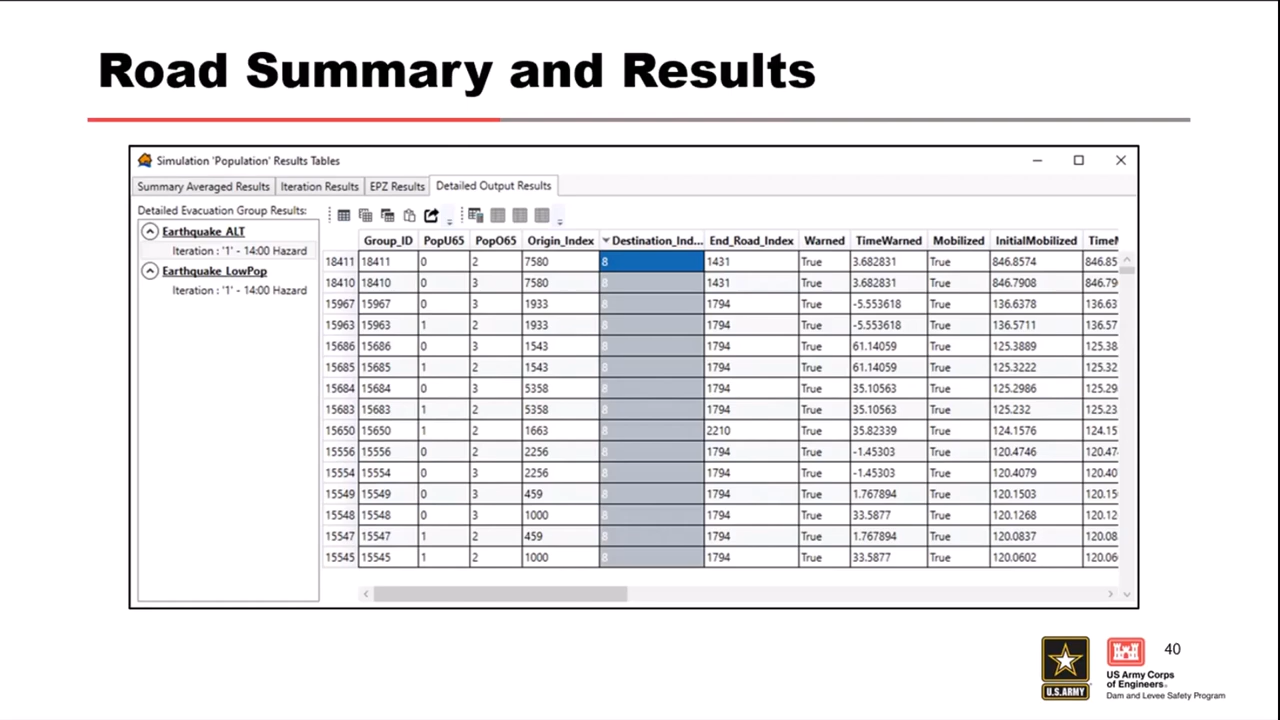 Road Summary and Results
Simulation 'Population' Results Tables
Summary Averaged Results Iteration Results EPZ Results Detailed Output Results
Detailed Evacuation Group Results:
Earthquake_ALT
Iteration : '1' - 14:00 Hazard
Earthquake_LowPop
Iteration : '1' - 14:00 Hazard
Group_ID PopU65 PopO65 Origin_Index Destination_Ind... End_Road_Index Warned TimeWarned Mobilized InitialMobilized
18411 18411 0 2 7580 8 1431 True 3.682831 True 846.8574 846.85
18410 18410 0 3 7580 8 1431 True 3.682831 True 846.7908 846.79
15967 15967 0 3 1933 8 1794 True -5.553618 True 136.6378 136.63
15963 15963 1 2 1933 8 1794 True -5.553618 True 136.5711 136.57
15686 15686 0 3 1543 8 1794 True 61.14059 True 125.3889 125.38
15685 15685 1 2 1543 8 1794 True 61.14059 True 125.3222 125.32
15684 15684 0 3 5358 8 1794 True 35.10563 True 125.2986 125.29
15683 15683 1 2 5358 8 1794 True 35.10563 True 125.232 125.23
15650 15650 1 2 1663 8 2210 True 35.82339 True 124.1576 124.15
15556 15556 0 2 2256 8 1794 True -1.45303 True 120.4746 120.47
15554 15554 0 3 2256 8 1794 True -1.45303 True 120.4079 120.40
15549 15549 0 3 459 8 1794 True 1.767894 True 120.1503 120.15
15548 15548 0 3 1000 8 1794 True 33.5877 True 120.1268 120.12
15547 15547 1 2 459 8 1794 True 1.767894 True 120.0837 120.08
15545 15545 1 2 1000 8 1794 True 33.5877 True 120.0602 120.06
40
U.S.ARMY
US Army Corps
of Engineers®
Dam and Levee Safety Program